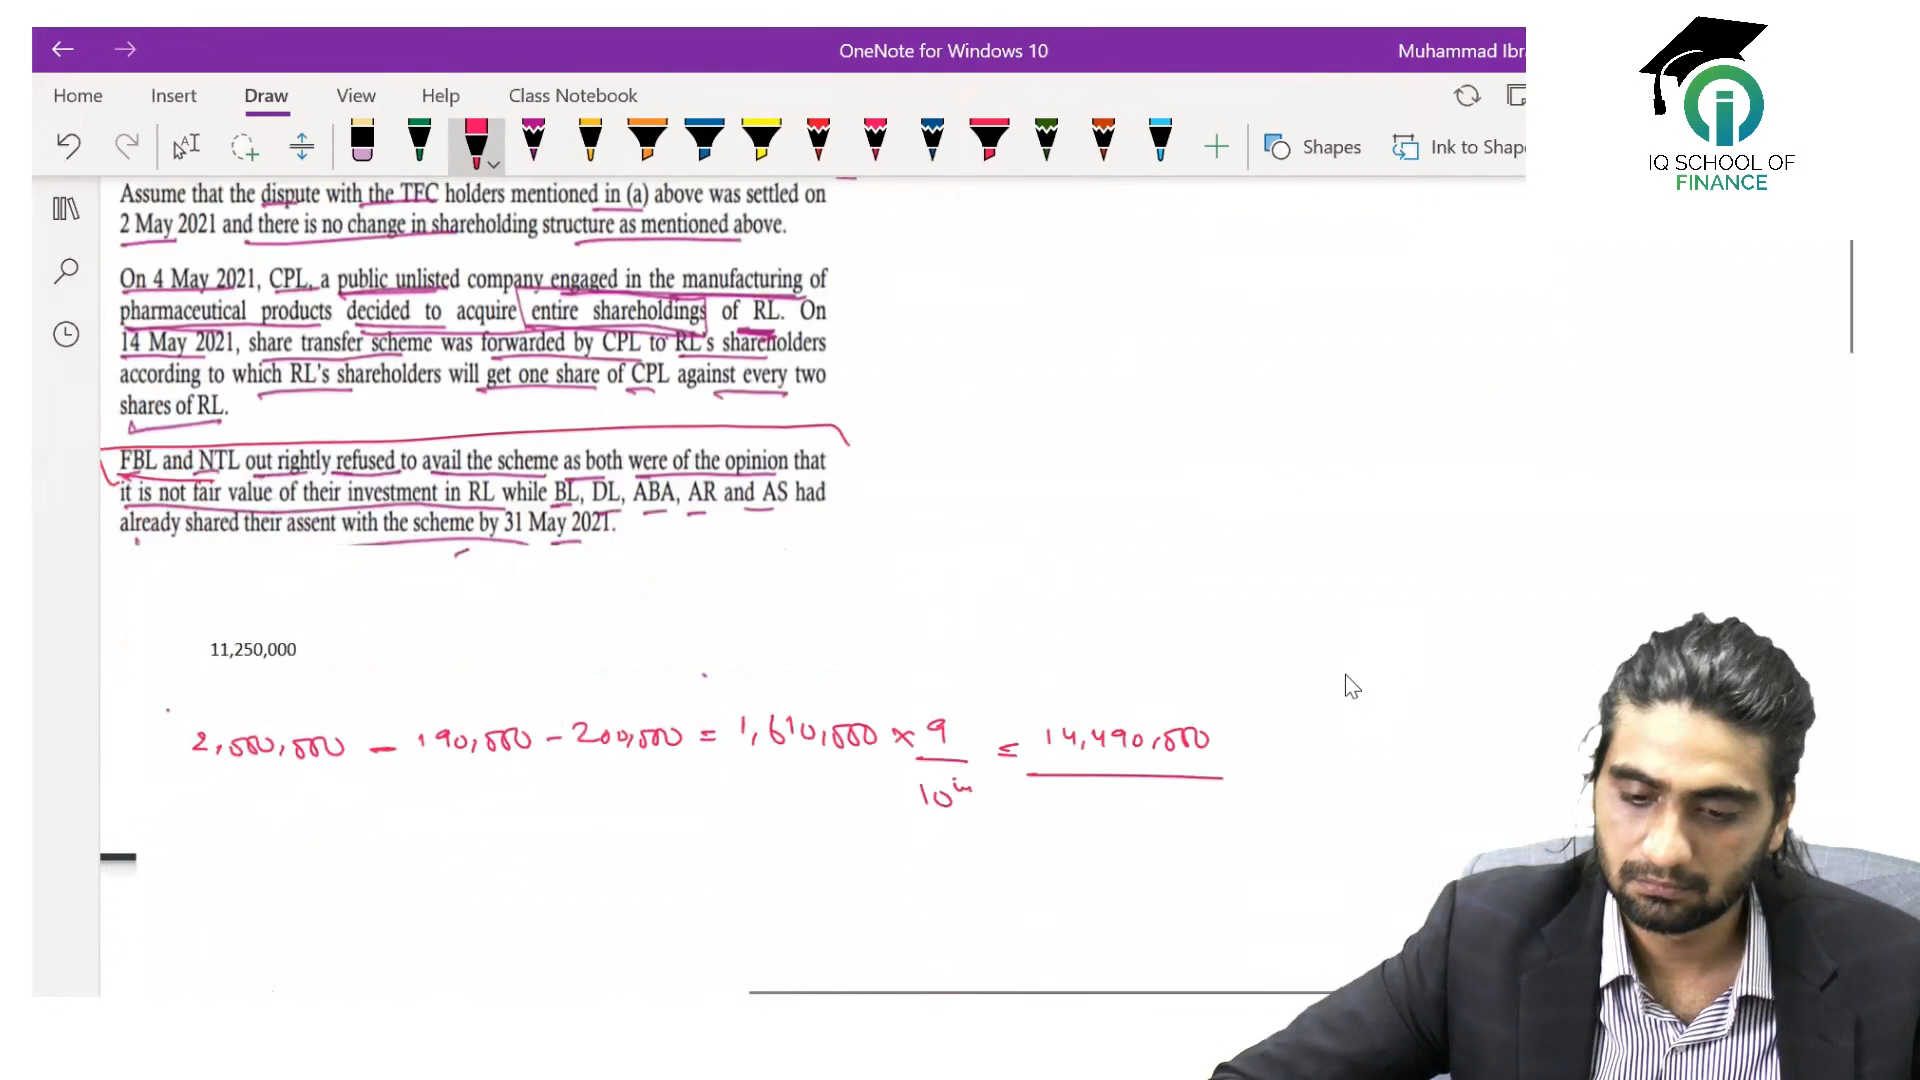 OneNote for Windows 10
Muhammad Ibr
Home Insert Draw View Help Class Notebook
Shapes
Ink to Shap
IQ SCHOOL OF
FINANCE
Assume that the dispute with the TFC holders mentioned in (a) above was settled on
2 May 2021 and there is no change in shareholding structure as mentioned above.
On 4 May 2021, CPL, a public unlisted company engaged in the manufacturing of
pharmaceutical products decided to acquire entire shareholdings of RL. On
14 May 2021, share transfer scheme was forwarded by CPL to RL's shareholders
according to which RL's shareholders will get one share of CPL against every two
shares of RL.
FBL and NTL out rightly refused to avail the scheme as both were of the opinion that
it is not fair value of their investment in RL while BL, DL, ABA, AR and AS had
already shared their assent with the scheme by 31 May 2021.
11,250,000
2,000,000 - 190,000 - 200,000 = 1,610,000 × 9 = 14,490,000
10